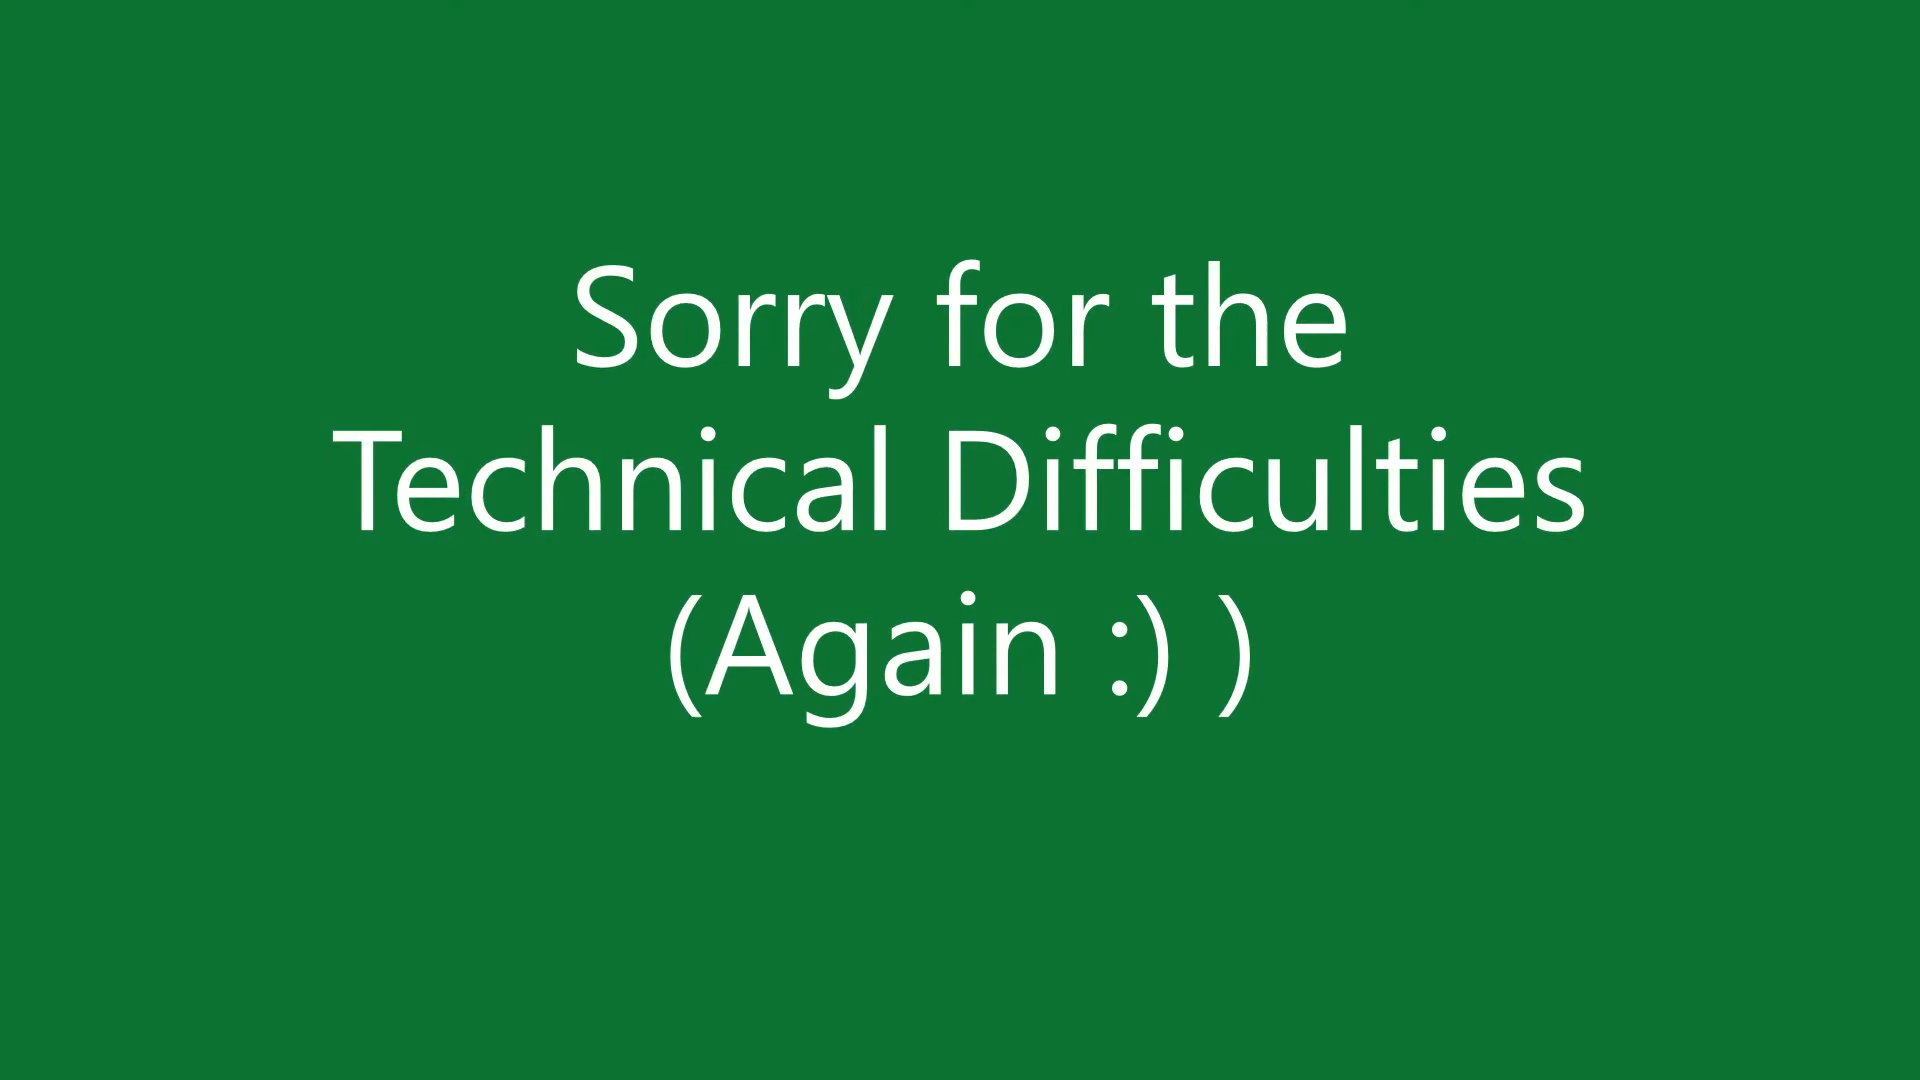 Sorry for the
Technical Difficulties
(Again :) )